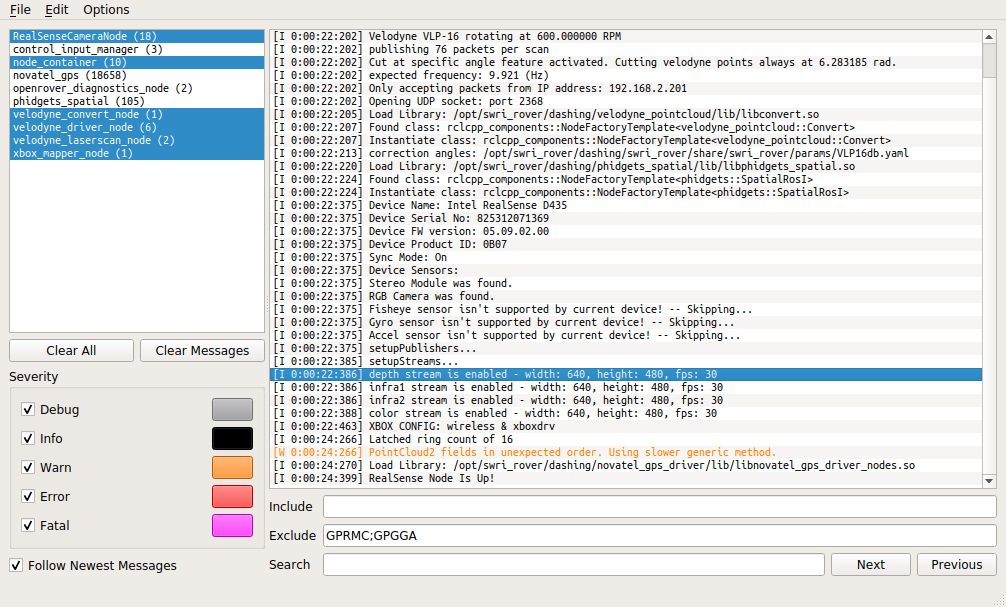 File Edit Options
RealSenseCameraNode (18)
control_input_manager (3)
node_container (10)
novatel_gps (18658)
openrover_diagnostics_node (2)
phidgets_spatial (105)
velodyne_convert_node (1)
velodyne_driver_node (6)
velodyne_laserscan_node (2)
xbox_mapper_node (1)
Clear All Clear Messages
Severity
Debug
Info
Warn
Error
Fatal
Follow Newest Messages
[I 0:00:22:202] Velodyne VLP-16 rotating at 600.000000 RPM
[I 0:00:22:202] publishing 76 packets per scan
[I 0:00:22:202] Cut at specific angle feature activated. Cutting velodyne points always at 6.283185 rad.
[I 0:00:22:202] expected frequency: 9.921 (Hz)
[I 0:00:22:202] Only accepting packets from IP address: 192.168.2.201
[I 0:00:22:202] Opening UDP socket: port 2368
[I 0:00:22:205] Load Library: /opt/swri_rover/dashing/velodyne_pointcloud/lib/libconvert.so
[I 0:00:22:207] Found class: rclcpp_components::NodeFactoryTemplate<velodyne_pointcloud::Convert>
[I 0:00:22:207] Instantiate class: rclcpp_components::NodeFactoryTemplate<velodyne_pointcloud::Convert>
[I 0:00:22:213] correction angles: /opt/swri_rover/dashing/swri_rover/share/swri_rover/params/VLP16db.yaml
[I 0:00:22:220] Load Library: /opt/swri_rover/dashing/phidgets_spatial/lib/libphidgets_spatial.so
[I 0:00:22:224] Found class: rclcpp_components::NodeFactoryTemplate<phidgets::SpatialRosI>
[I 0:00:22:224] Instantiate class: rclcpp_components::NodeFactoryTemplate<phidgets::SpatialRosI>
[I 0:00:22:375] Device Name: Intel RealSense D435
[I 0:00:22:375] Device Serial No: 825312071369
[I 0:00:22:375] Device FW version: 05.09.02.00
[I 0:00:22:375] Device Product ID: 0B07
[I 0:00:22:375] Sync Mode: On
[I 0:00:22:375] Device Sensors:
[I 0:00:22:375] Stereo Module was found.
[I 0:00:22:375] RGB Camera was found.
[I 0:00:22:375] Fisheye sensor isn't supported by current device! -- Skipping...
[I 0:00:22:375] Gyro sensor isn't supported by current device! -- Skipping...
[I 0:00:22:375] Accel sensor isn't supported by current device! -- Skipping...
[I 0:00:22:375] setupPublishers...
[I 0:00:22:385] setupStreams...
[I 0:00:22:386] depth stream is enabled - width: 640, height: 480, fps: 30
[I 0:00:22:386] infra1 stream is enabled - width: 640, height: 480, fps: 30
[I 0:00:22:386] infra2 stream is enabled - width: 640, height: 480, fps: 30
[I 0:00:22:388] color stream is enabled - width: 640, height: 480, fps: 30
[I 0:00:22:463] XBOX CONFIG: wireless & xboxdrv
[I 0:00:24:266] Latched ring count of 16
[W 0:00:24:266] PointCloud2 fields in unexpected order. Using slower generic method.
[I 0:00:24:270] Load Library: /opt/swri_rover/dashing/novatel_gps_driver/lib/libnovatel_gps_driver_nodes.so
[I 0:00:24:399] RealSense Node Is Up!
Include
Exclude GPRMC;GPGGA
Search Next Previous